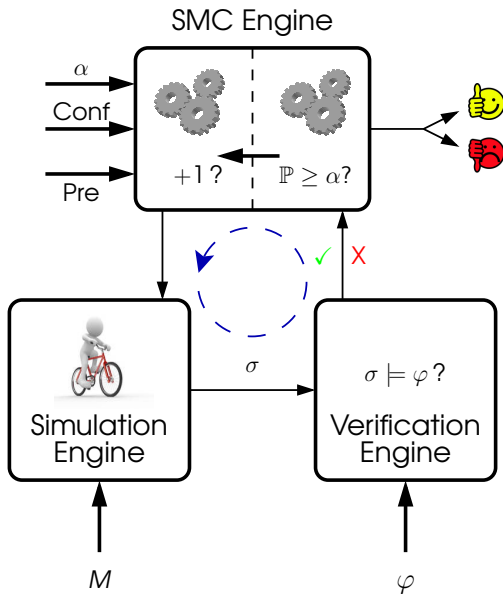 SMC Engine
α
Conf
Pre
+1?
ℙ ≥ α?
✓ X
σ
σ ⊨ φ?
Simulation
Engine
Verification
Engine
M
φ